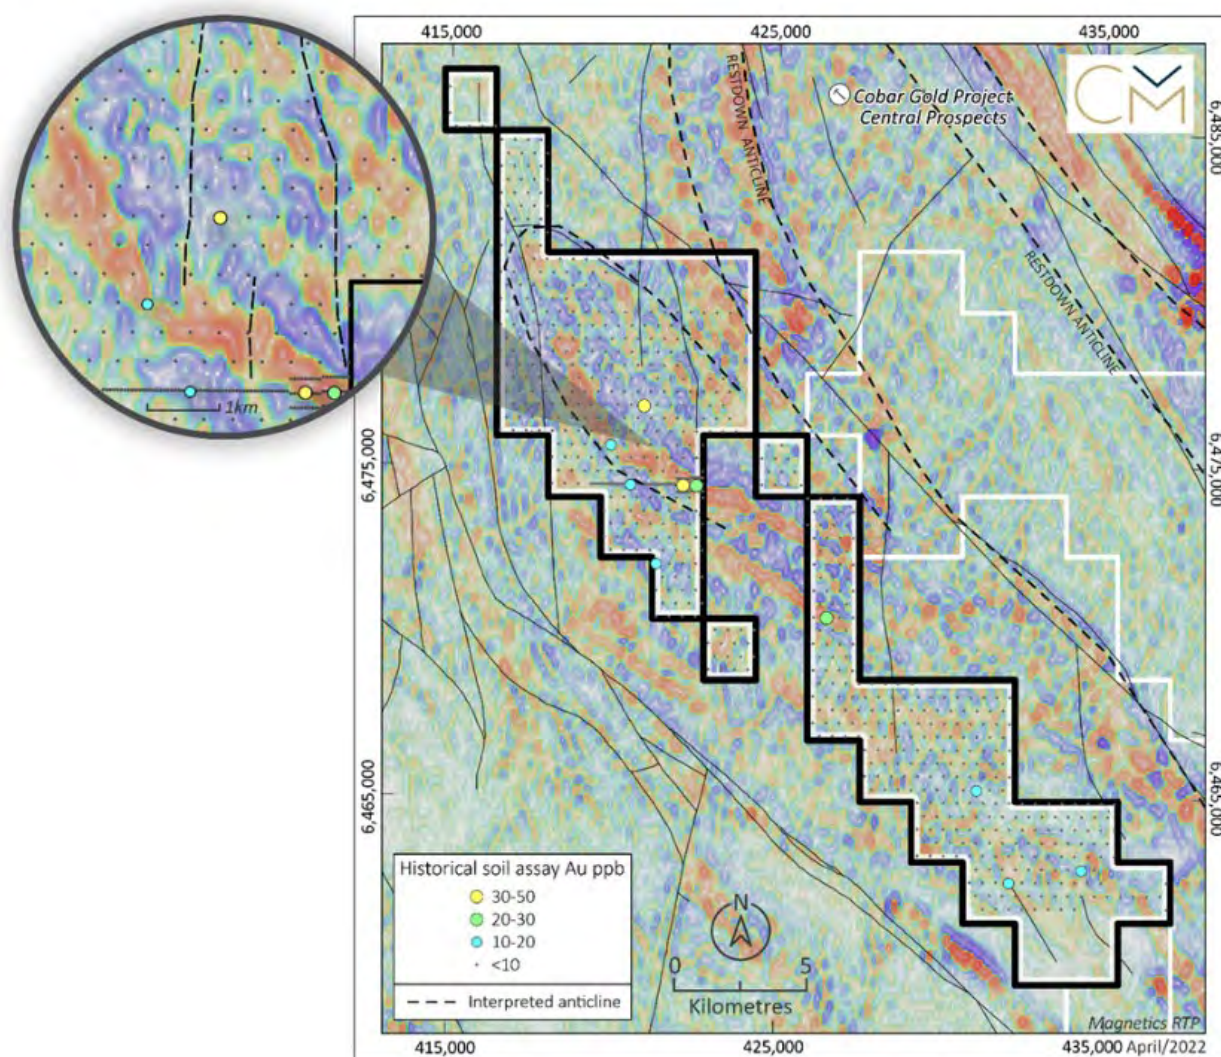 415,000
425,000
435,000
RESTDOWN ANTICLINE
Cobar Gold Project
Central Prospects
CM
6,485,000
RESTDOWN ANTICLINE
1km
6,475,000
6,475,000
6,465,000
6,465,000
Historical soil assay Au ppb
30-50
20-30
10-20
<10
Interpreted anticline
N
0 5
Kilometres
Magnetics RTP
415,000
425,000
435,000 April/2022